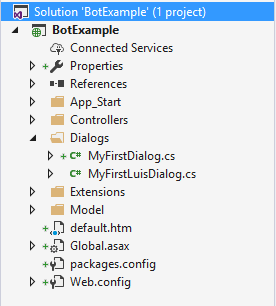 Solution 'BotExample' (1 project)
BotExample
Connected Services
Properties
References
App_Start
Controllers
Dialogs
C# MyFirstDialog.cs
C# MyFirstLuisDialog.cs
Extensions
Model
default.htm
Global.asax
packages.config
Web.config